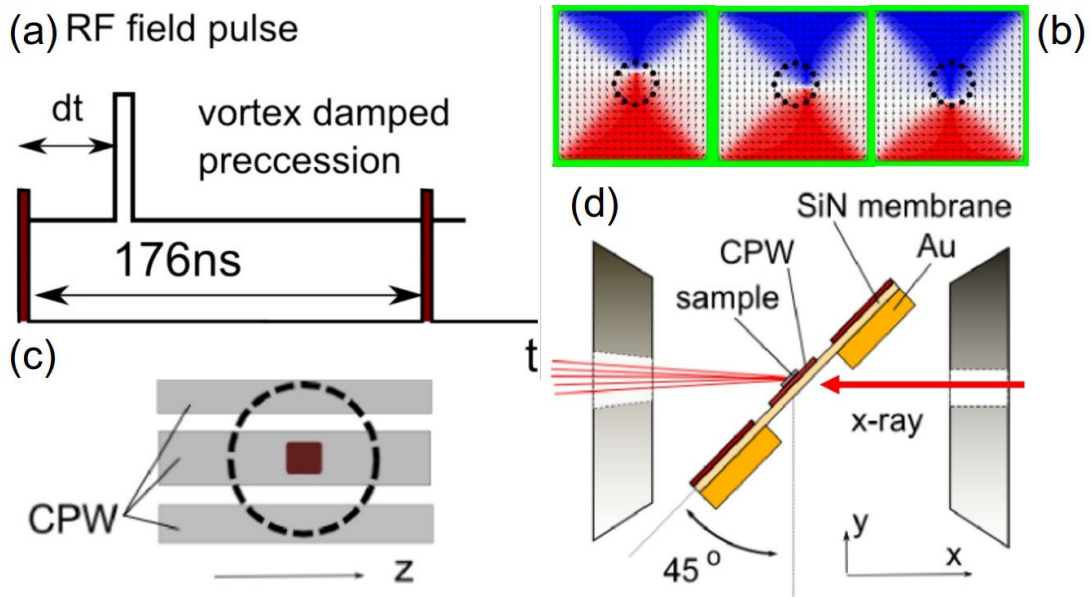 (a) RF field pulse
dt
vortex damped
preccession
176ns
t
(b)
(c)
CPW
z
(d)
SiN membrane
CPW
Au
sample
x-ray
45 o
y
x